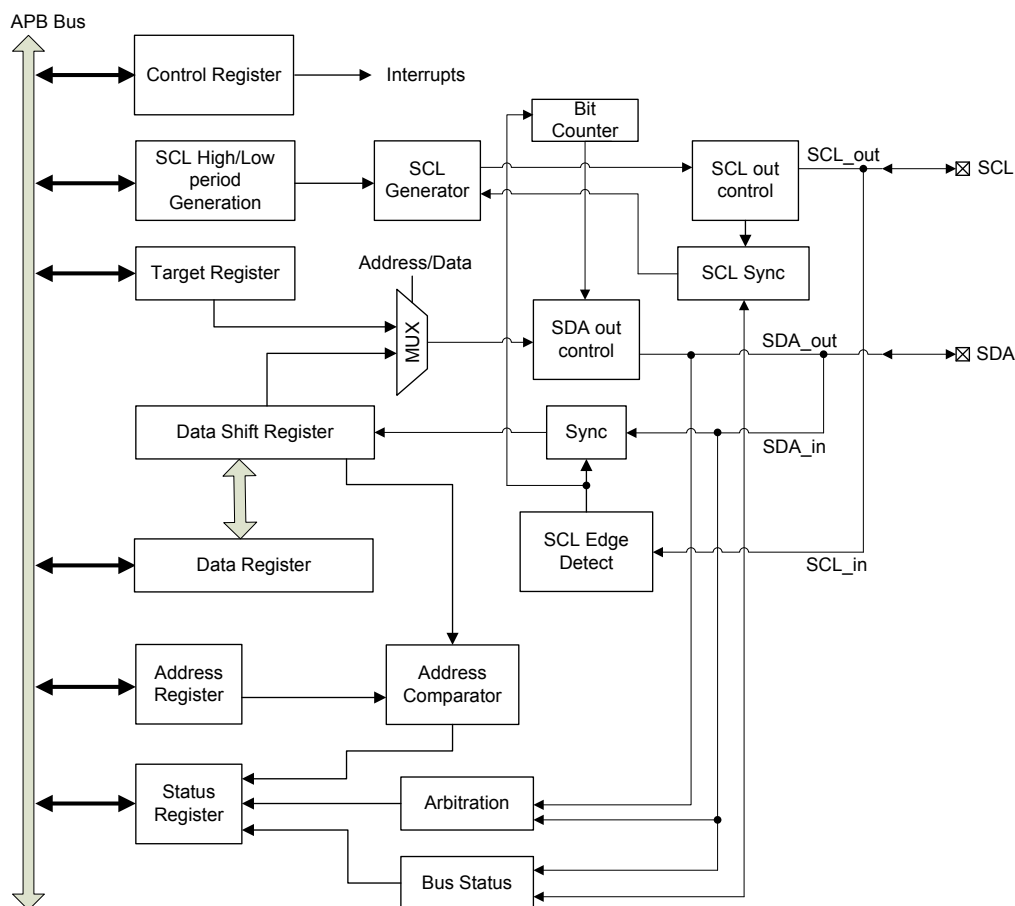 APB Bus
Control Register
Interrupts
Bit
Counter
SCL High/Low
period
Generation
SCL
Generator
SCL out
control
SCL_out
SCL
Target Register
Address/Data
SCL Sync
MUX
SDA out
control
SDA_out
SDA
Data Shift Register
Sync
SDA_in
SCL Edge
Detect
Data Register
SCL_in
Address
Register
Address
Comparator
Status
Register
Arbitration
Bus Status